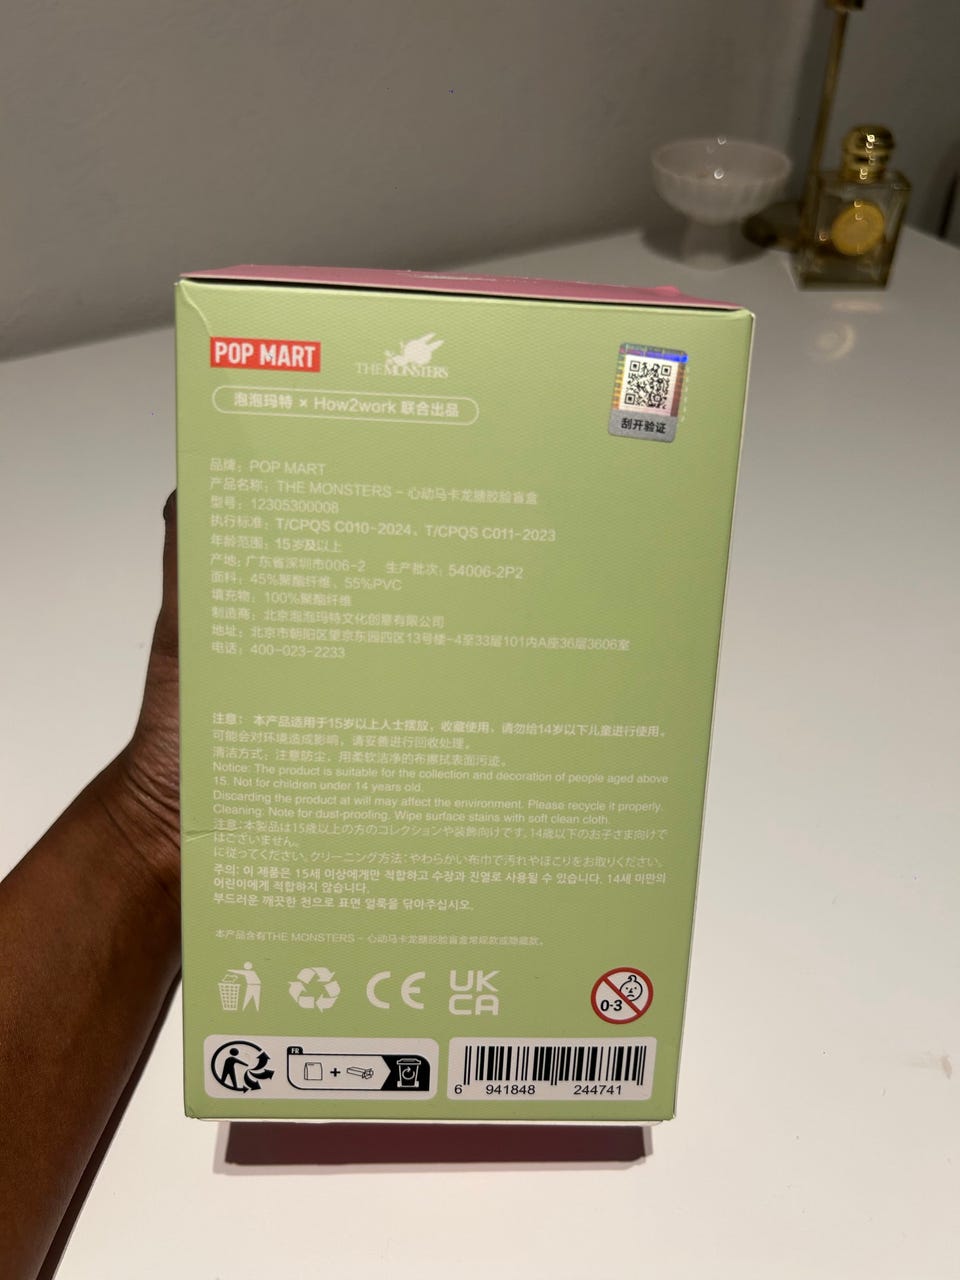 POP MART
THE MONSTERS
泡泡玛特 × How2work 联合出品
刮开验证
品牌：POP MART
产品名称：THE MONSTERS - 心动马卡龙搪胶脸盲盒
型号：12305300008
执行标准：T/CPQS C010-2024、T/CPQS C011-2023
年龄范围：15岁及以上
产地：广东省深圳市006-2 生产批次：54006-2P2
面料：45%聚酯纤维、55%PVC
填充物：100%聚酯纤维
制造商：北京泡泡玛特文化创意有限公司
地址：北京市朝阳区望京东园四区13号楼-4至33层101内A座36层3606室
电话：400-023-2233
注意：本产品适用于15岁以上人士摆放，收藏使用，请勿给14岁以下儿童进行使用。
可能会对环境造成影响，请妥善进行回收处理。
清洁方式：注意防尘，用柔软洁净的布擦拭表面污迹。
Notice: The product is suitable for the collection and decoration of people aged above
15. Not for children under 14 years old.
Discarding the product at will may affect the environment. Please recycle it properly.
Cleaning: Note for dust-proofing. Wipe surface stains with soft clean cloth.
注意:本製品は15歳以上の方のコレクションや装飾向けです。14歳以下のお子さま向けで
はございません。
に従ってください。クリーニング方法：やわらかい布巾で汚れやほこりをお取りください。
주의: 이 제품은 15세 이상에게만 적합하고 수장과 진열로 사용될 수 있습니다. 14세 미만의
어린이에게 적합하지 않습니다.
부드러운 깨끗한 천으로 표면 얼룩을 닦아주십시오.
本产品含有THE MONSTERS - 心动马卡龙搪胶脸盲盒常规款或隐藏款。
CE
UK
CA
0-3
FR
6 941848 244741